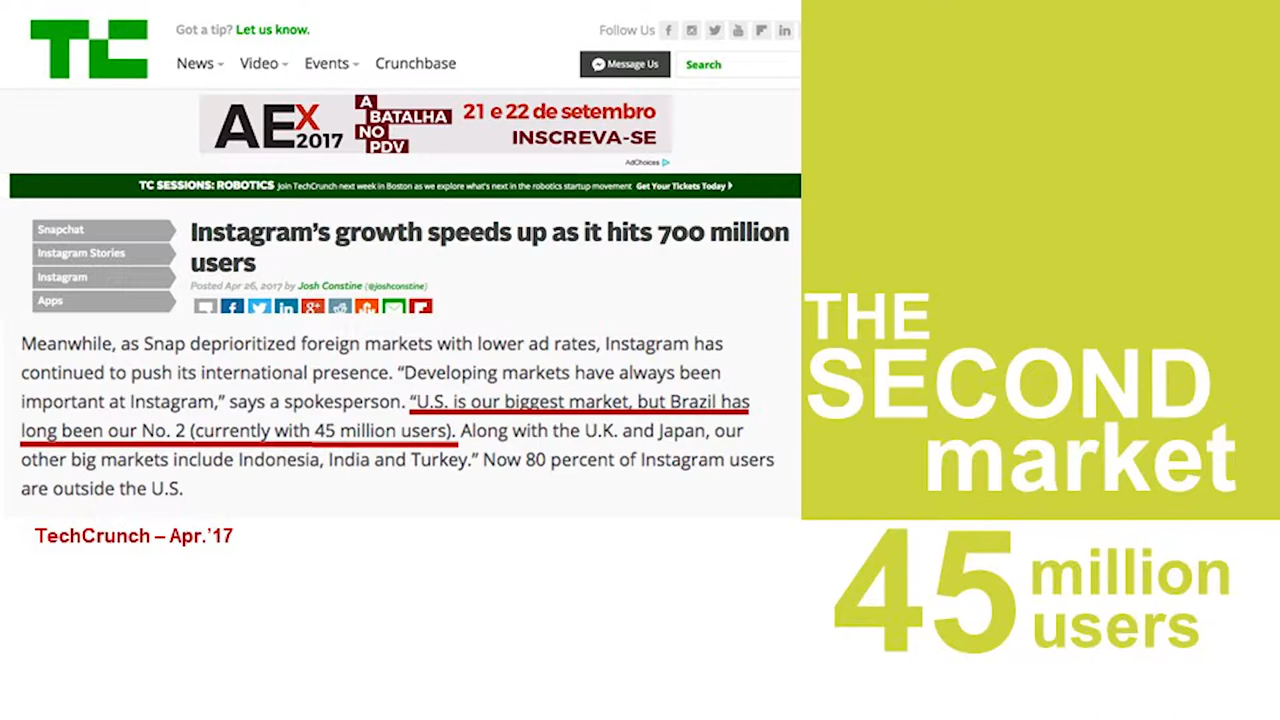 TC
Got a tip? Let us know.
Follow Us
News
Video
Events
Crunchbase
Message Us
Search
AEX 2017
A BATALHA NO PDV
21 e 22 de setembro
INSCREVA-SE
AdChoices
TC SESSIONS: ROBOTICS Join TechCrunch next week in Boston as we explore what's next in the robotics startup movement Get Your Tickets Today
Snapchat
Instagram Stories
Instagram
Apps
Instagram's growth speeds up as it hits 700 million
users
Posted Apr 26, 2017 by Josh Constine (@joshconstine)
Meanwhile, as Snap deprioritized foreign markets with lower ad rates, Instagram has
continued to push its international presence. “Developing markets have always been
important at Instagram,” says a spokesperson. “U.S. is our biggest market, but Brazil has
long been our No. 2 (currently with 45 million users). Along with the U.K. and Japan, our
other big markets include Indonesia, India and Turkey.” Now 80 percent of Instagram users
are outside the U.S.
TechCrunch – Apr.’17
THE
SECOND
market
45 million
users